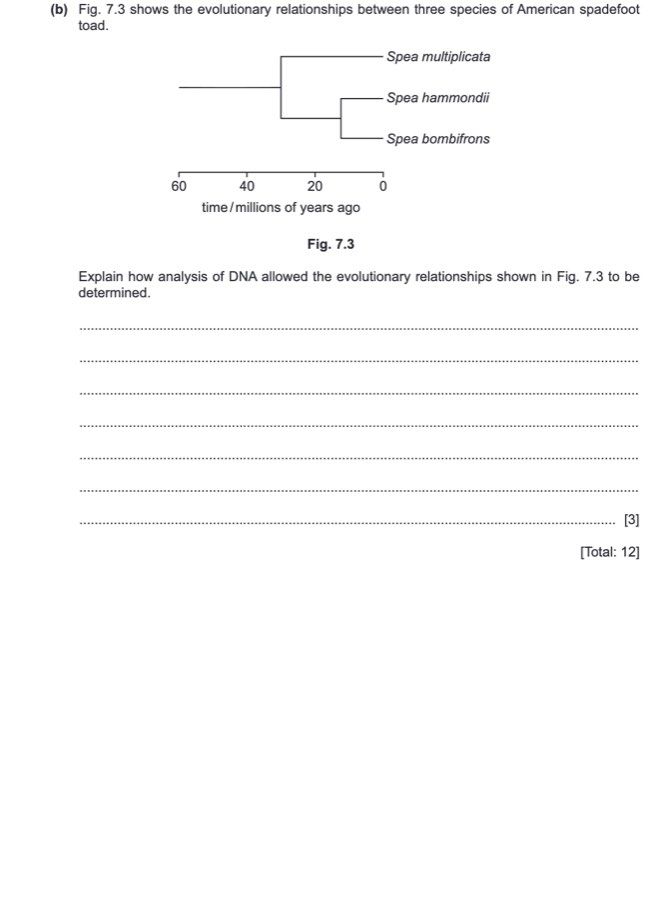 (b) Fig. 7.3 shows the evolutionary relationships between three species of American spadefoot
toad.
Spea multiplicata
Spea hammondii
Spea bombifrons
60 40 20 0
time / millions of years ago
Fig. 7.3
Explain how analysis of DNA allowed the evolutionary relationships shown in Fig. 7.3 to be
determined.
[3]
[Total: 12]